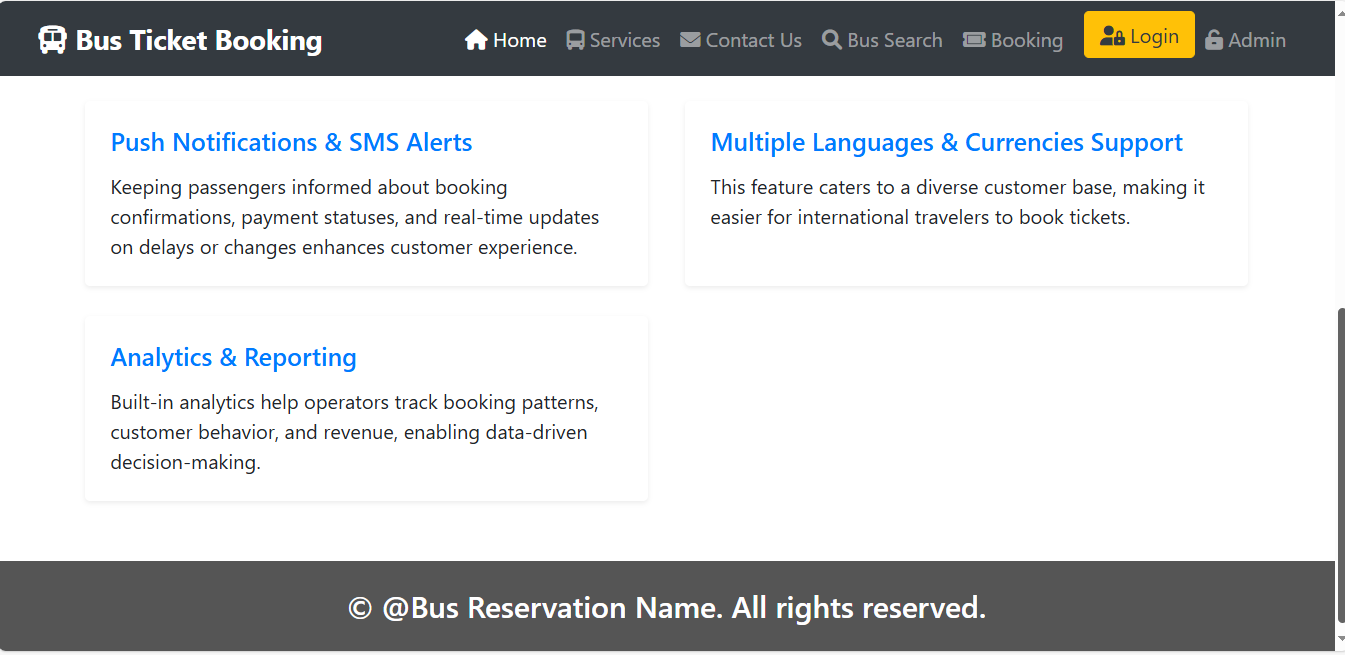 Bus Ticket Booking Home Services Contact Us Bus Search Booking Login Admin
Push Notifications & SMS Alerts
Keeping passengers informed about booking
confirmations, payment statuses, and real-time updates
on delays or changes enhances customer experience.
Multiple Languages & Currencies Support
This feature caters to a diverse customer base, making it
easier for international travelers to book tickets.
Analytics & Reporting
Built-in analytics help operators track booking patterns,
customer behavior, and revenue, enabling data-driven
decision-making.
© @Bus Reservation Name. All rights reserved.